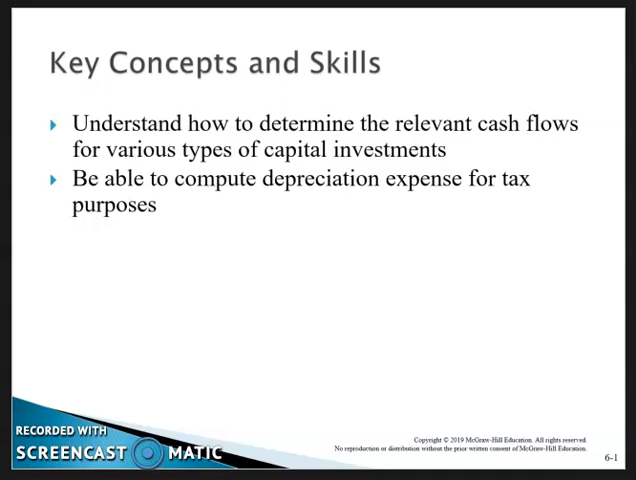 Key Concepts and Skills
Understand how to determine the relevant cash flows
for various types of capital investments
Be able to compute depreciation expense for tax
purposes
RECORDED WITH
SCREENCAST MATIC
Copyright © 2019 McGraw-Hill Education. All rights reserved.
No reproduction or distribution without the prior written consent of McGraw-Hill Education.
6-1